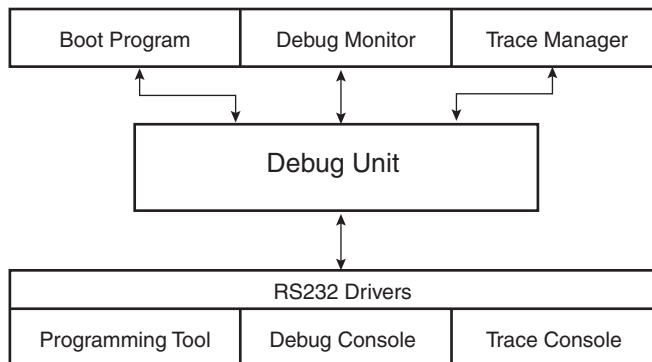 Boot Program
Debug Monitor
Trace Manager
Debug Unit
RS232 Drivers
Programming Tool
Debug Console
Trace Console